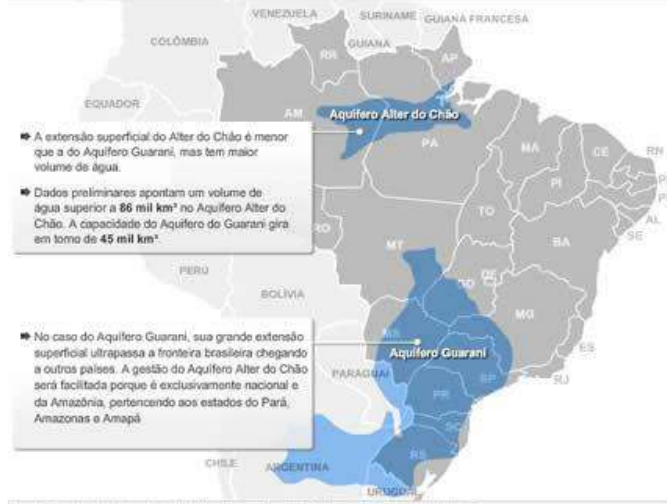 VENEZUELA
SURINAME
GUIANA FRANCESA
COLÔMBIA
GUIANA
RR
AP
EQUADOR
AM
Aquífero Alter do Chão
PA
MA
CE
RN
PI
AL
SE
TO
BA
RO
MT
➡ A extensão superficial do Alter do Chão é menor
que a do Aquífero Guarani, mas tem maior
volume de água.
➡ Dados preliminares apontam um volume de
água superior a 86 mil km³ no Aquífero Alter do
Chão. A capacidade do Aquífero do Guarani gira
em torno de 45 mil km³.
PERU
BOLÍVIA
DF
GO
MG
ES
MS
➡ No caso do Aquífero Guarani, sua grande extensão
superficial ultrapassa a fronteira brasileira chegando
a outros países. A gestão do Aquífero Alter do Chão
será facilitada porque é exclusivamente nacional e
da Amazônia, pertencendo aos estados do Pará,
Amazonas e Amapá
Aquífero Guarani
PARAGUAI
SP
RJ
PR
SC
RS
CHILE
ARGENTINA
URUGUAI